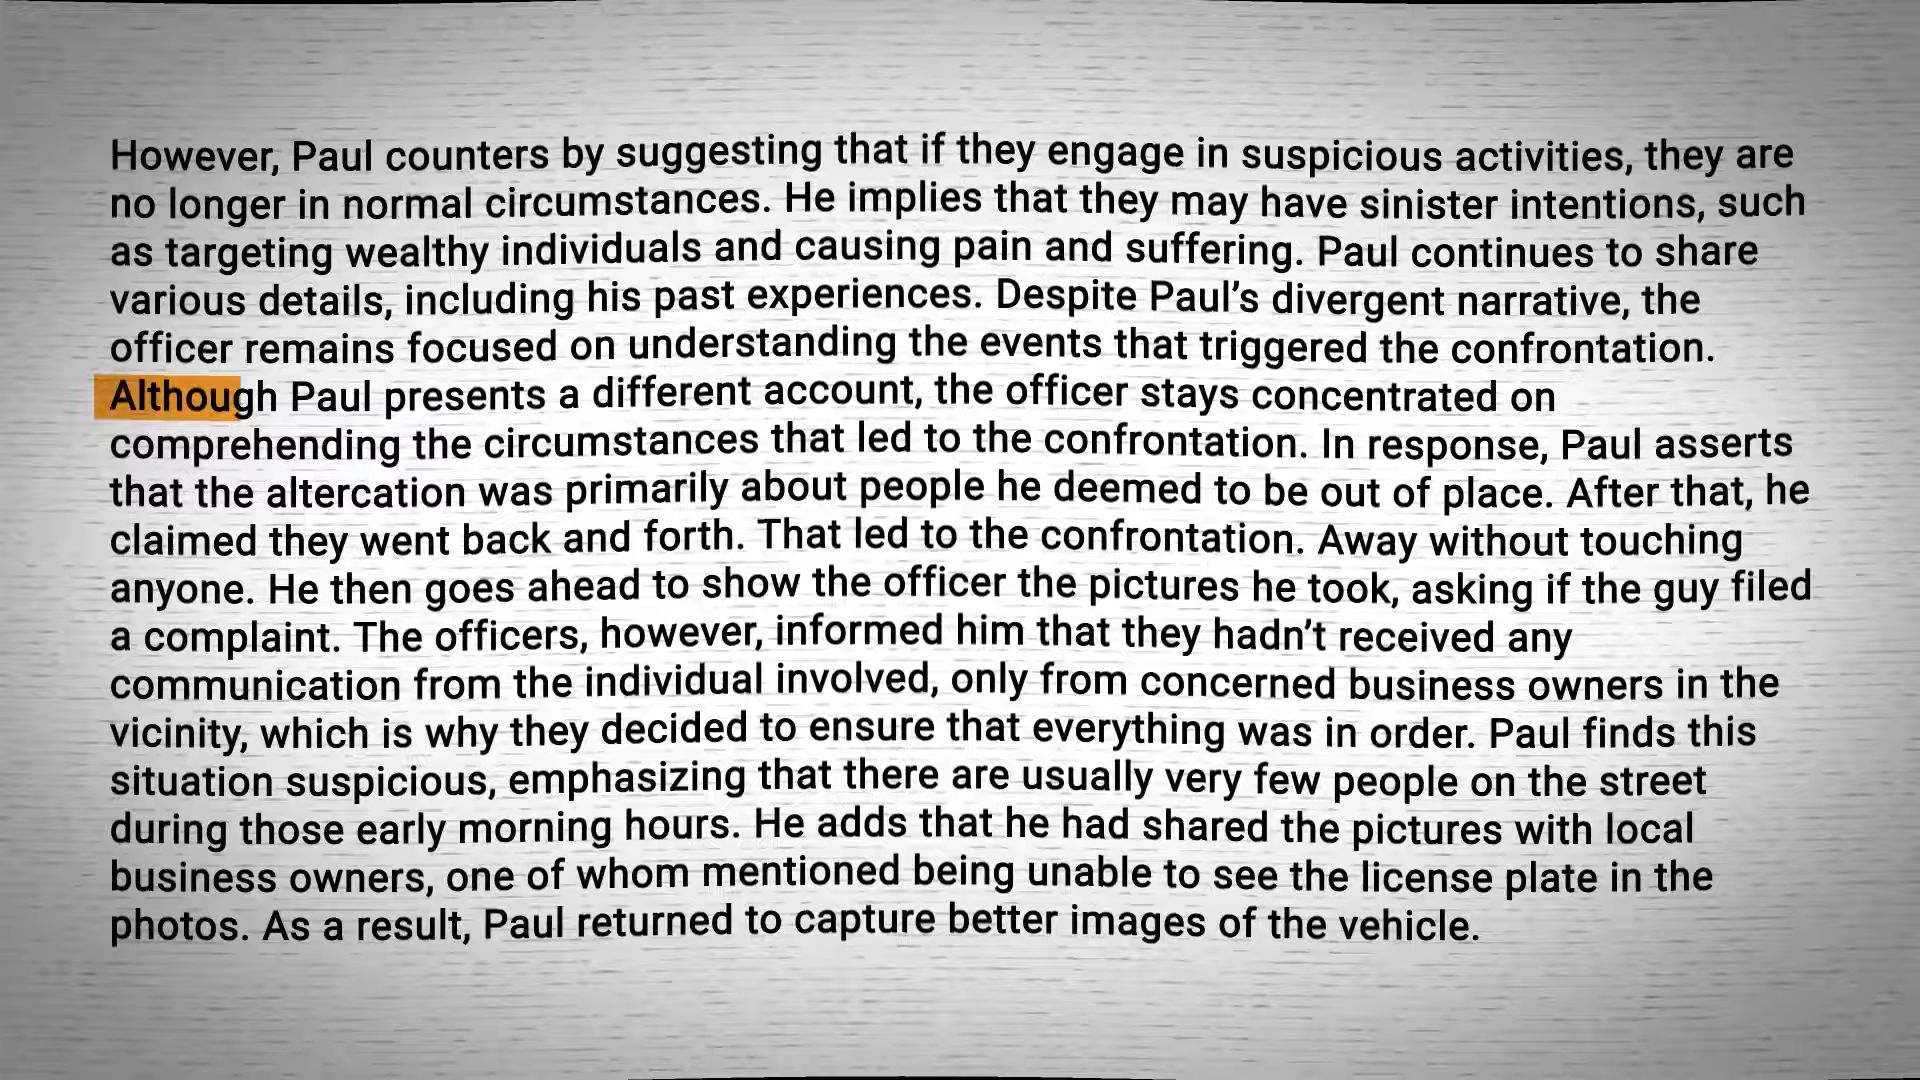 However, Paul counters by suggesting that if they engage in suspicious activities, they are
no longer in normal circumstances. He implies that they may have sinister intentions, such
as targeting wealthy individuals and causing pain and suffering. Paul continues to share
various details, including his past experiences. Despite Paul’s divergent narrative, the
officer remains focused on understanding the events that triggered the confrontation.
Although Paul presents a different account, the officer stays concentrated on
comprehending the circumstances that led to the confrontation. In response, Paul asserts
that the altercation was primarily about people he deemed to be out of place. After that, he
claimed they went back and forth. That led to the confrontation. Away without touching
anyone. He then goes ahead to show the officer the pictures he took, asking if the guy filed
a complaint. The officers, however, informed him that they hadn’t received any
communication from the individual involved, only from concerned business owners in the
vicinity, which is why they decided to ensure that everything was in order. Paul finds this
situation suspicious, emphasizing that there are usually very few people on the street
during those early morning hours. He adds that he had shared the pictures with local
business owners, one of whom mentioned being unable to see the license plate in the
photos. As a result, Paul returned to capture better images of the vehicle.